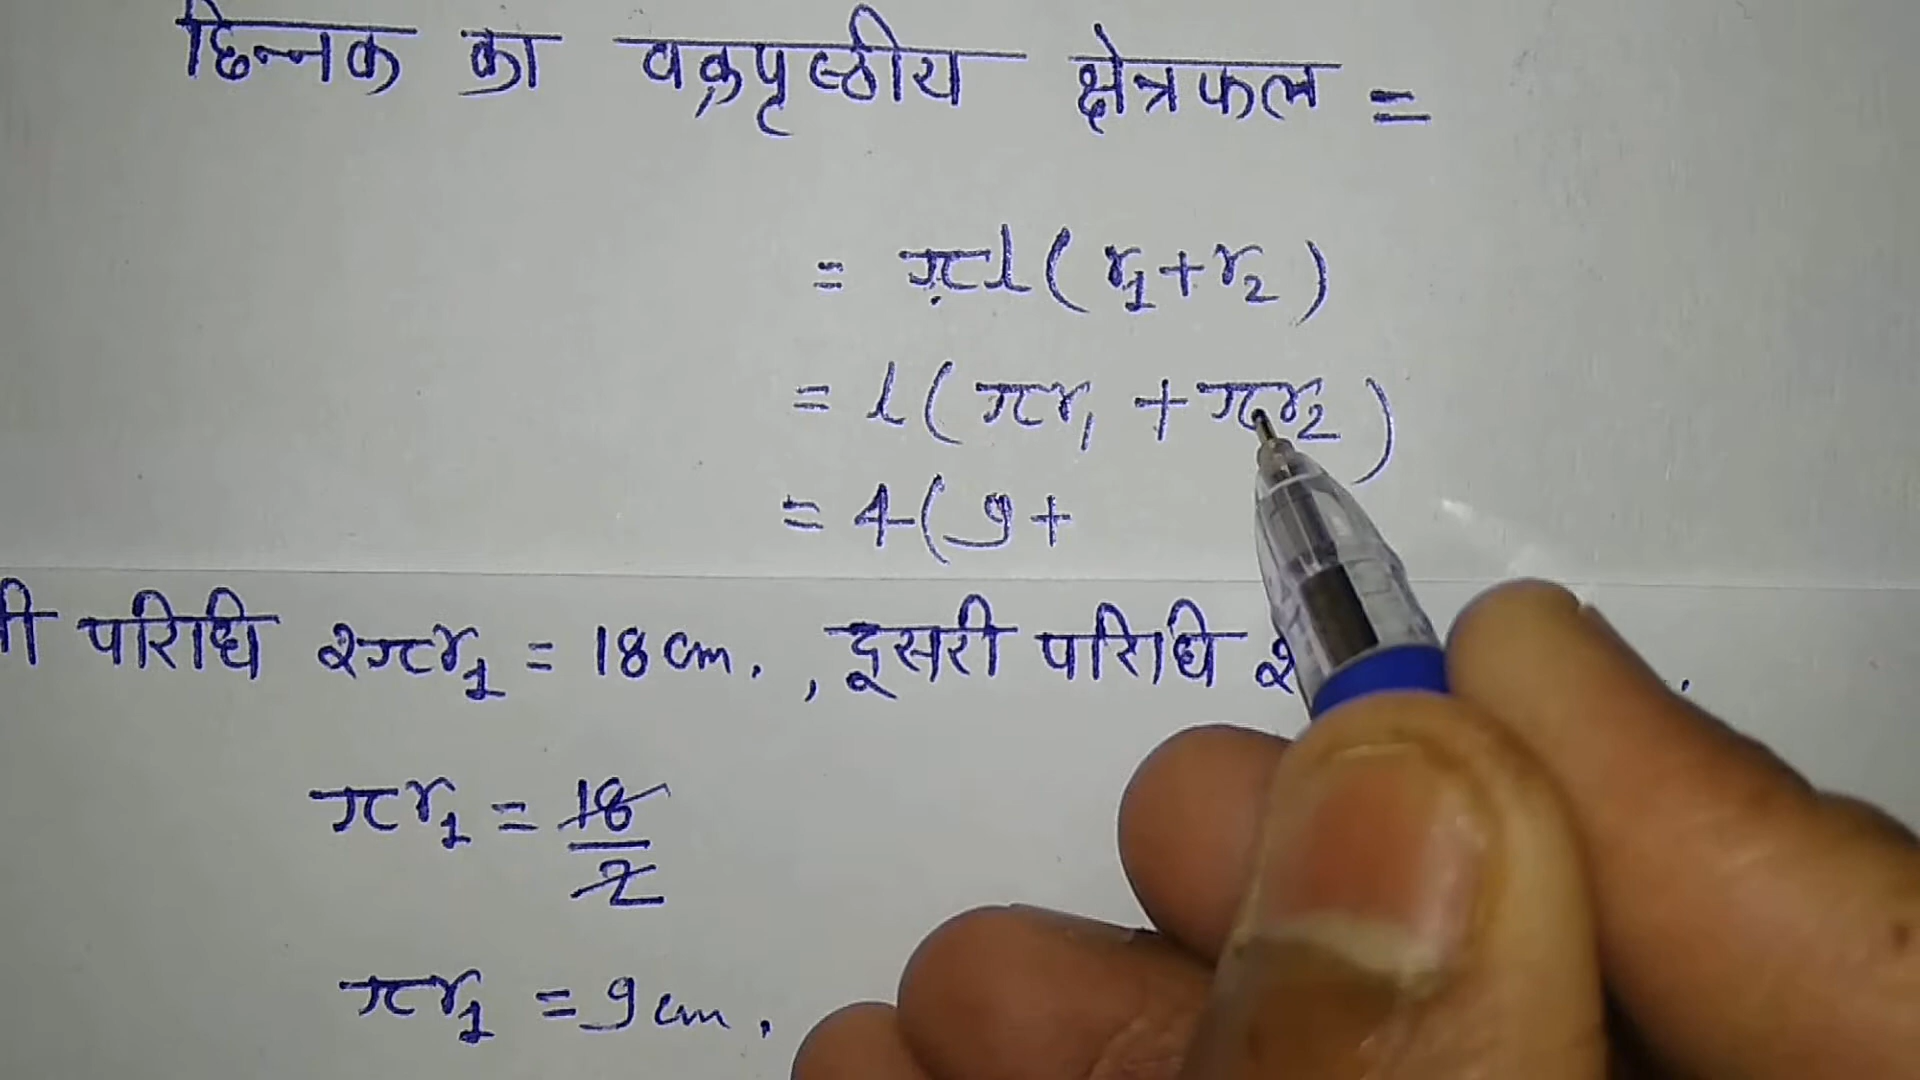 छिन्नक का वक्रपृष्ठीय क्षेत्रफल =
= πl(r₁+r₂)
= l(πr₁ + πr₂)
= 4(9+
परिधि 2πr₁ = 18 cm. , दूसरी परिधि 2
πr₁ = 18/2
πr₁ = 9 cm.